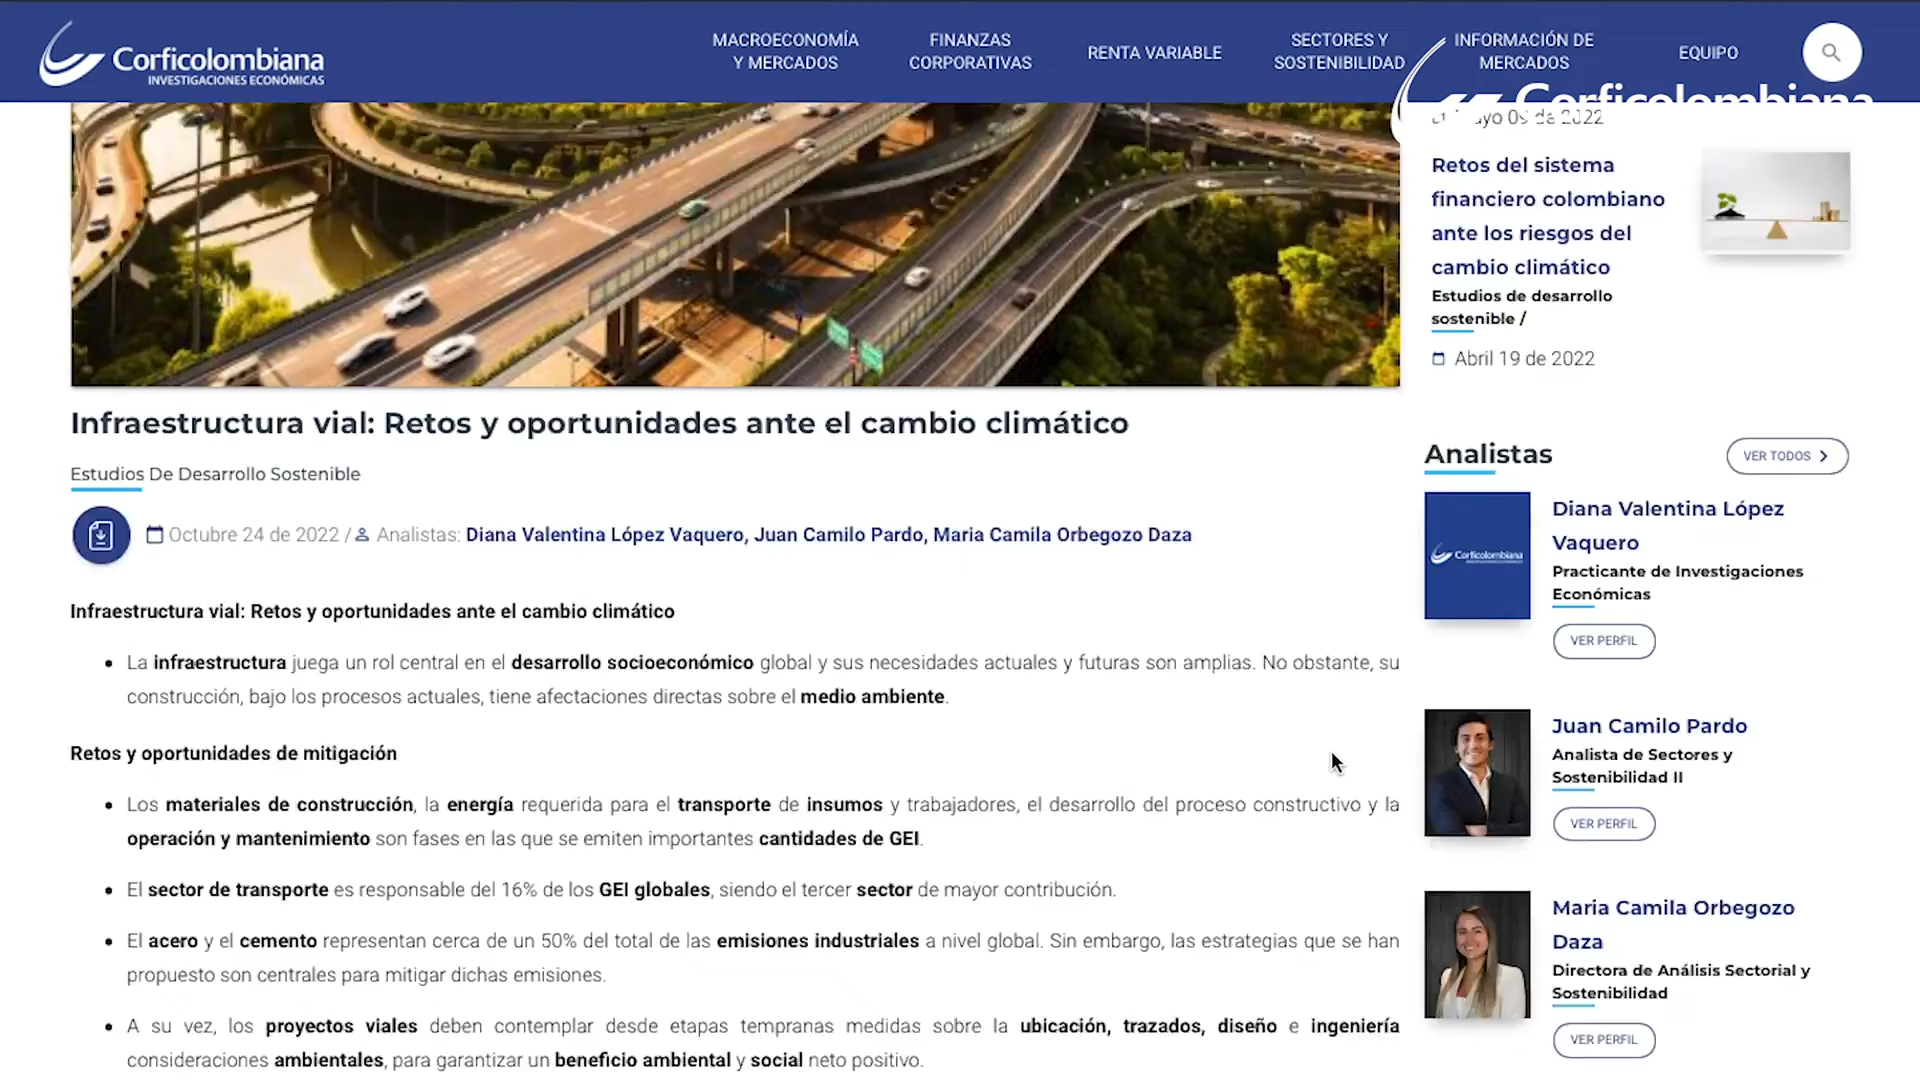 Corficolombiana
INVESTIGACIONES ECONÓMICAS
MACROECONOMÍA
Y MERCADOS
FINANZAS
CORPORATIVAS
RENTA VARIABLE
SECTORES Y
SOSTENIBILIDAD
INFORMACIÓN DE
MERCADOS
EQUIPO
Corficolombiana
09 de 2022
Retos del sistema
financiero colombiano
ante los riesgos del
cambio climático
Estudios de desarrollo
sostenible /
Abril 19 de 2022
Infraestructura vial: Retos y oportunidades ante el cambio climático
Estudios De Desarrollo Sostenible
Octubre 24 de 2022 / Analistas: Diana Valentina López Vaquero, Juan Camilo Pardo, Maria Camila Orbegozo Daza
Infraestructura vial: Retos y oportunidades ante el cambio climático
• La infraestructura juega un rol central en el desarrollo socioeconómico global y sus necesidades actuales y futuras son amplias. No obstante, su
construcción, bajo los procesos actuales, tiene afectaciones directas sobre el medio ambiente.
Retos y oportunidades de mitigación
• Los materiales de construcción, la energía requerida para el transporte de insumos y trabajadores, el desarrollo del proceso constructivo y la
operación y mantenimiento son fases en las que se emiten importantes cantidades de GEI.
• El sector de transporte es responsable del 16% de los GEI globales, siendo el tercer sector de mayor contribución.
• El acero y el cemento representan cerca de un 50% del total de las emisiones industriales a nivel global. Sin embargo, las estrategias que se han
propuesto son centrales para mitigar dichas emisiones.
• A su vez, los proyectos viales deben contemplar desde etapas tempranas medidas sobre la ubicación, trazados, diseño e ingeniería
consideraciones ambientales, para garantizar un beneficio ambiental y social neto positivo.
Analistas
VER TODOS
Corficolombiana
Diana Valentina López
Vaquero
Practicante de Investigaciones
Económicas
VER PERFIL
Juan Camilo Pardo
Analista de Sectores y
Sostenibilidad II
VER PERFIL
Maria Camila Orbegozo
Daza
Directora de Análisis Sectorial y
Sostenibilidad
VER PERFIL